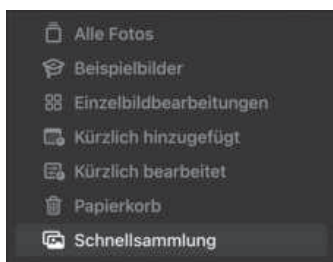 Alle Fotos
Beispielbilder
Einzelbildbearbeitungen
Kürzlich hinzugefügt
Kürzlich bearbeitet
Papierkorb
Schnellsammlung